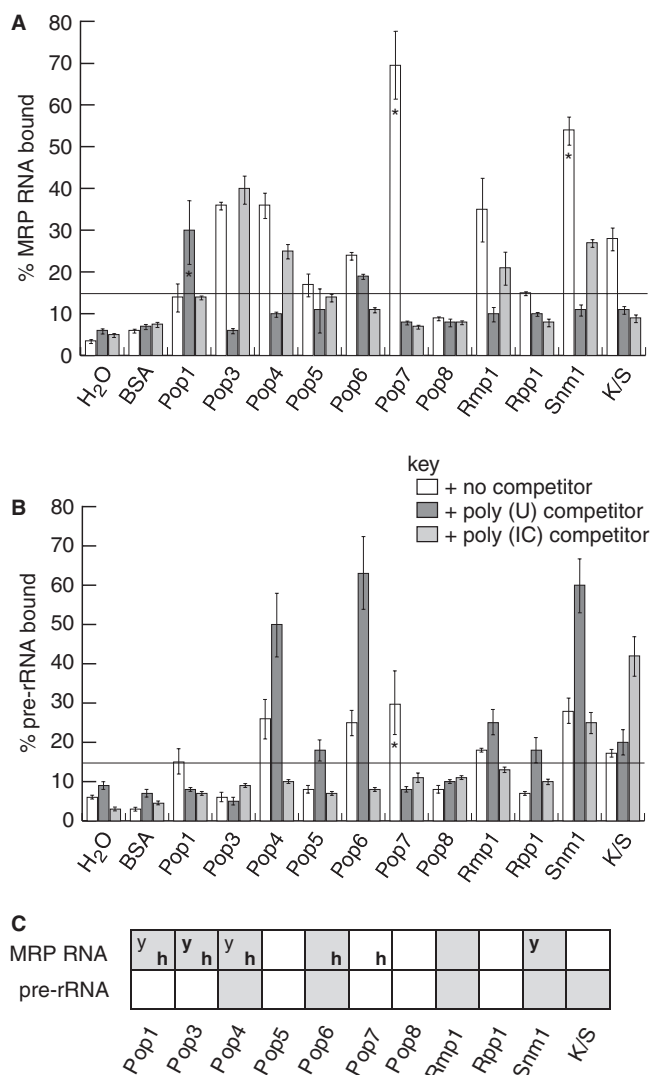 A
80
70
60
50
40
30
20
10
0
% MRP RNA bound
*
*
*
H2O BSA Pop1 Pop3 Pop4 Pop5 Pop6 Pop7 Pop8 Rmp1 Rpp1 Snm1 K/S
key
+ no competitor
+ poly (U) competitor
+ poly (IC) competitor
B
80
70
60
50
40
30
20
10
0
% pre-rRNA bound
*
H2O BSA Pop1 Pop3 Pop4 Pop5 Pop6 Pop7 Pop8 Rmp1 Rpp1 Snm1 K/S
C
MRP RNA y h y h y h h h y
pre-rRNA
Pop1 Pop3 Pop4 Pop5 Pop6 Pop7 Pop8 Rmp1 Rpp1 Snm1 K/S